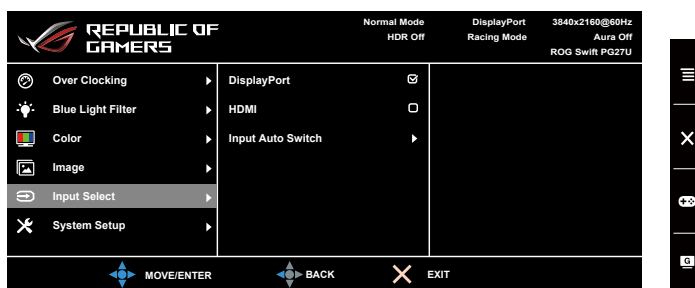 REPUBLIC OF
GAMERS
Normal Mode
HDR Off
DisplayPort
Racing Mode
3840x2160@60Hz
Aura Off
ROG Swift PG27U
Over Clocking
Blue Light Filter
Color
Image
Input Select
System Setup
DisplayPort
HDMI
Input Auto Switch
MOVE/ENTER
BACK
EXIT
G